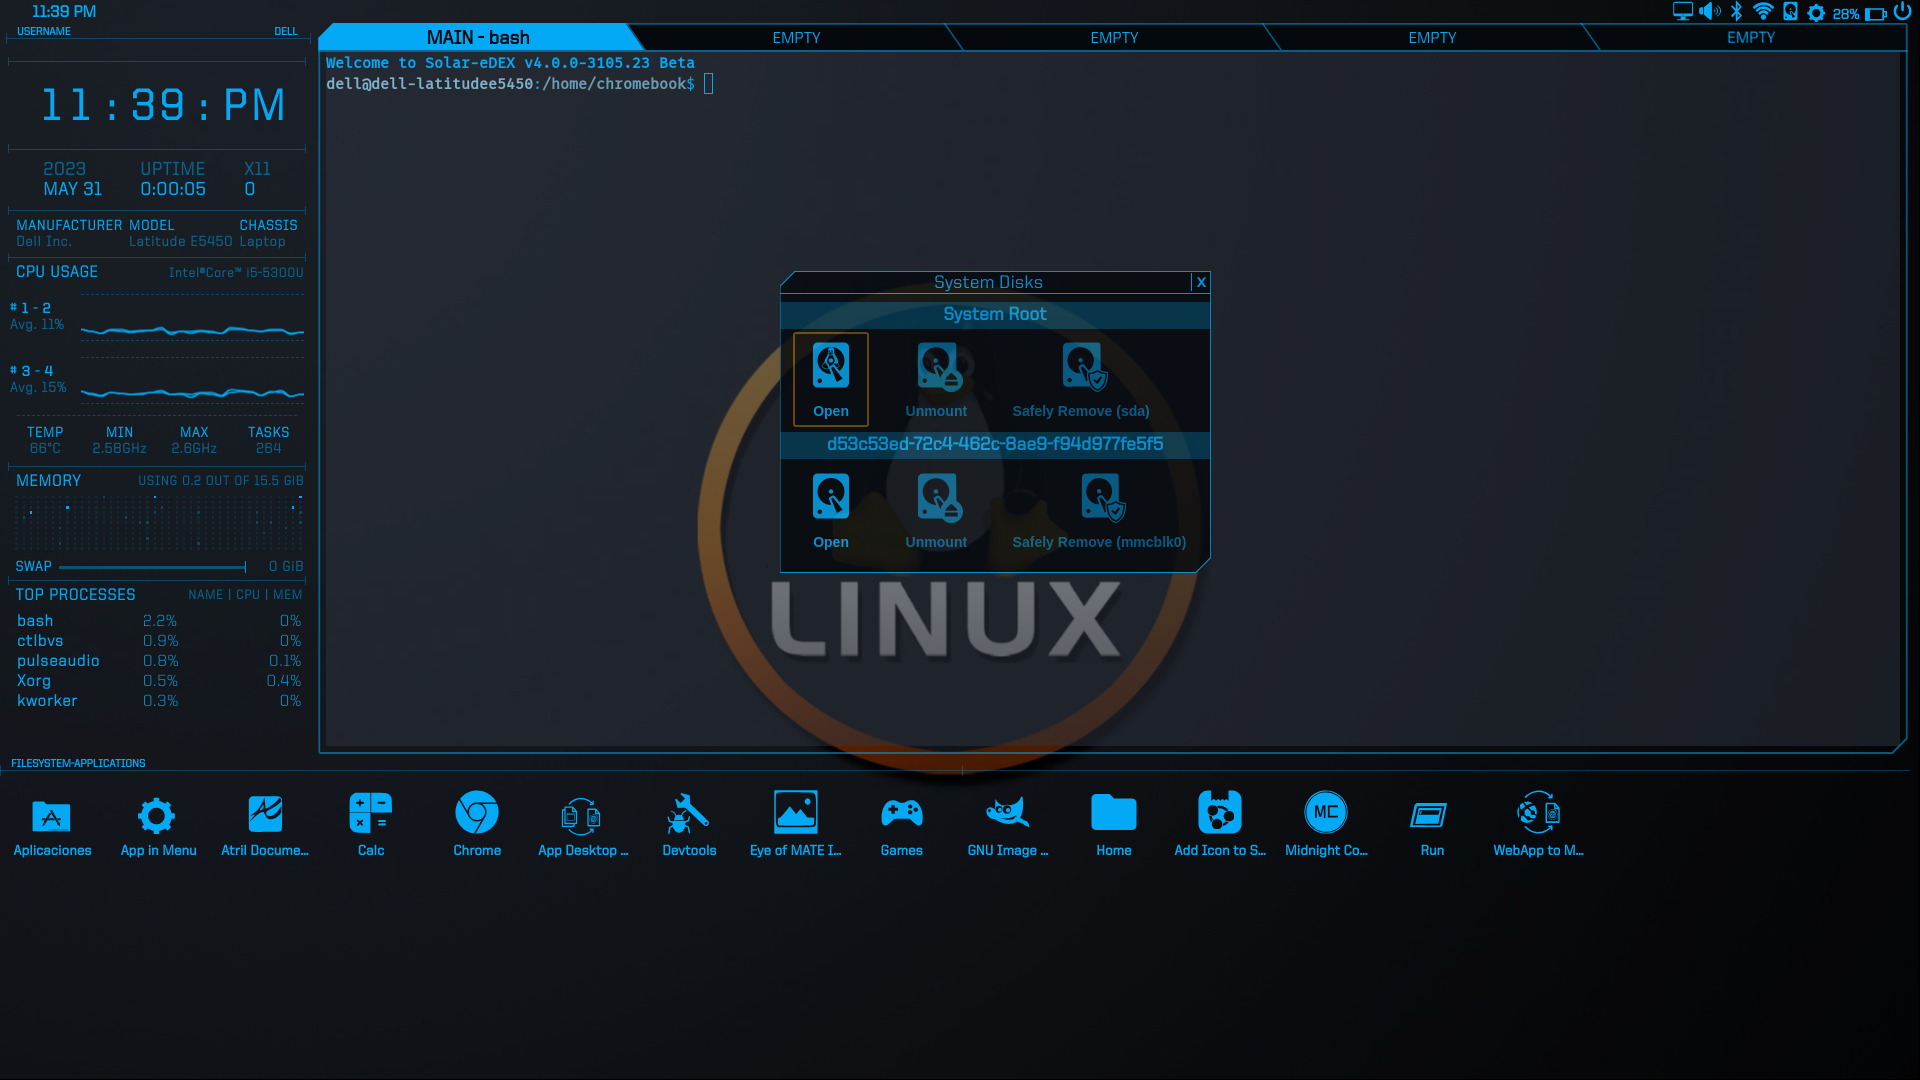 11:39 PM
28%
USERNAME DELL
MAIN - bash EMPTY EMPTY EMPTY EMPTY
Welcome to Solar-eDEX v4.0.0-3105.23 Beta
dell@dell-latitudee5450:/home/chromebook$
11:39:PM
2023 UPTIME X11
MAY 31 0:00:05 0
MANUFACTURER MODEL CHASSIS
Dell Inc. Latitude E5450 Laptop
CPU USAGE Intel®Core™ i5-5300U
# 1 - 2
Avg. 11%
# 3 - 4
Avg. 15%
TEMP MIN MAX TASKS
66°C 2.58GHz 2.6GHz 264
MEMORY USING 0.2 OUT OF 15.5 GiB
SWAP 0 GiB
TOP PROCESSES NAME | CPU | MEM
bash 2.2% 0%
ctlbvs 0.9% 0%
pulseaudio 0.8% 0.1%
Xorg 0.5% 0.4%
kworker 0.3% 0%
System Disks X
System Root
Open Unmount Safely Remove (sda)
d53c53ed-72c4-462c-8ae9-f94d977fe5f5
Open Unmount Safely Remove (mmcblk0)
LINUX
FILESYSTEM-APPLICATIONS
MC
Aplicaciones App in Menu Atril Docume... Calc Chrome App Desktop ... Devtools Eye of MATE I... Games GNU Image ... Home Add Icon to S... Midnight Co... Run WebApp to M...